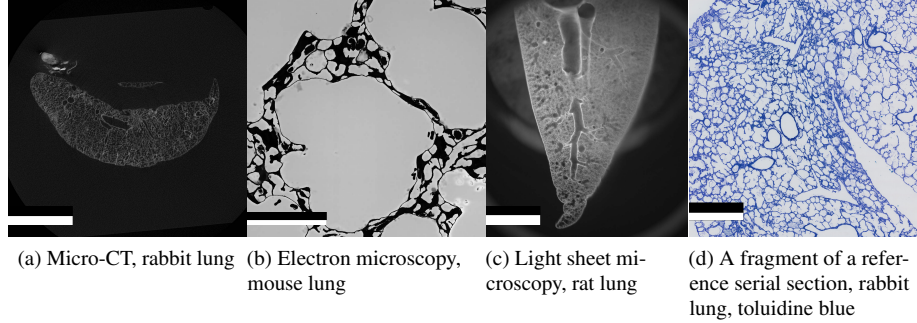 (a) Micro-CT, rabbit lung
(b) Electron microscopy,
mouse lung
(c) Light sheet mi-
croscopy, rat lung
(d) A fragment of a refer-
ence serial section, rabbit
lung, toluidine blue